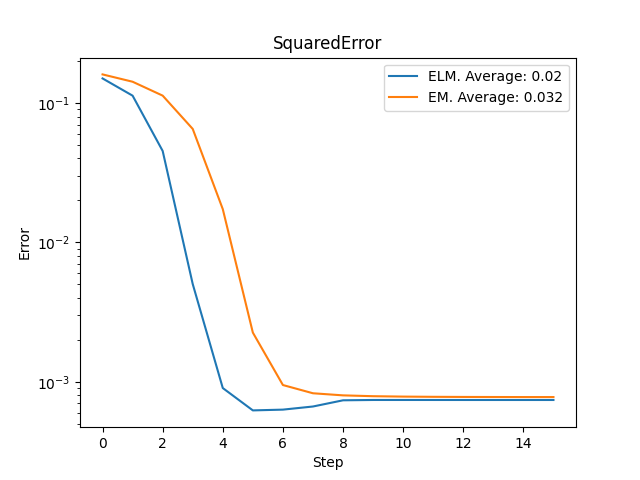 SquaredError
ELM. Average: 0.02
EM. Average: 0.032
10⁻¹
10⁻²
10⁻³
Error
0 2 4 6 8 10 12 14
Step